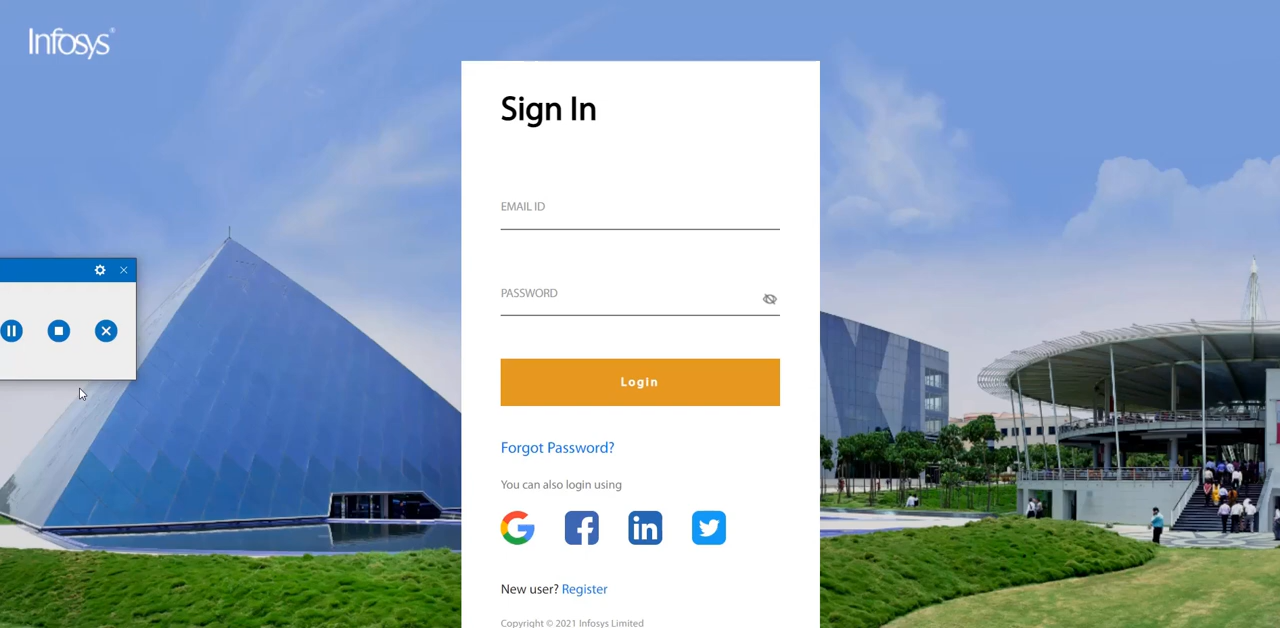 Infosys®
Sign In
EMAIL ID
PASSWORD
Login
Forgot Password?
You can also login using
New user? Register
Copyright © 2021 Infosys Limited